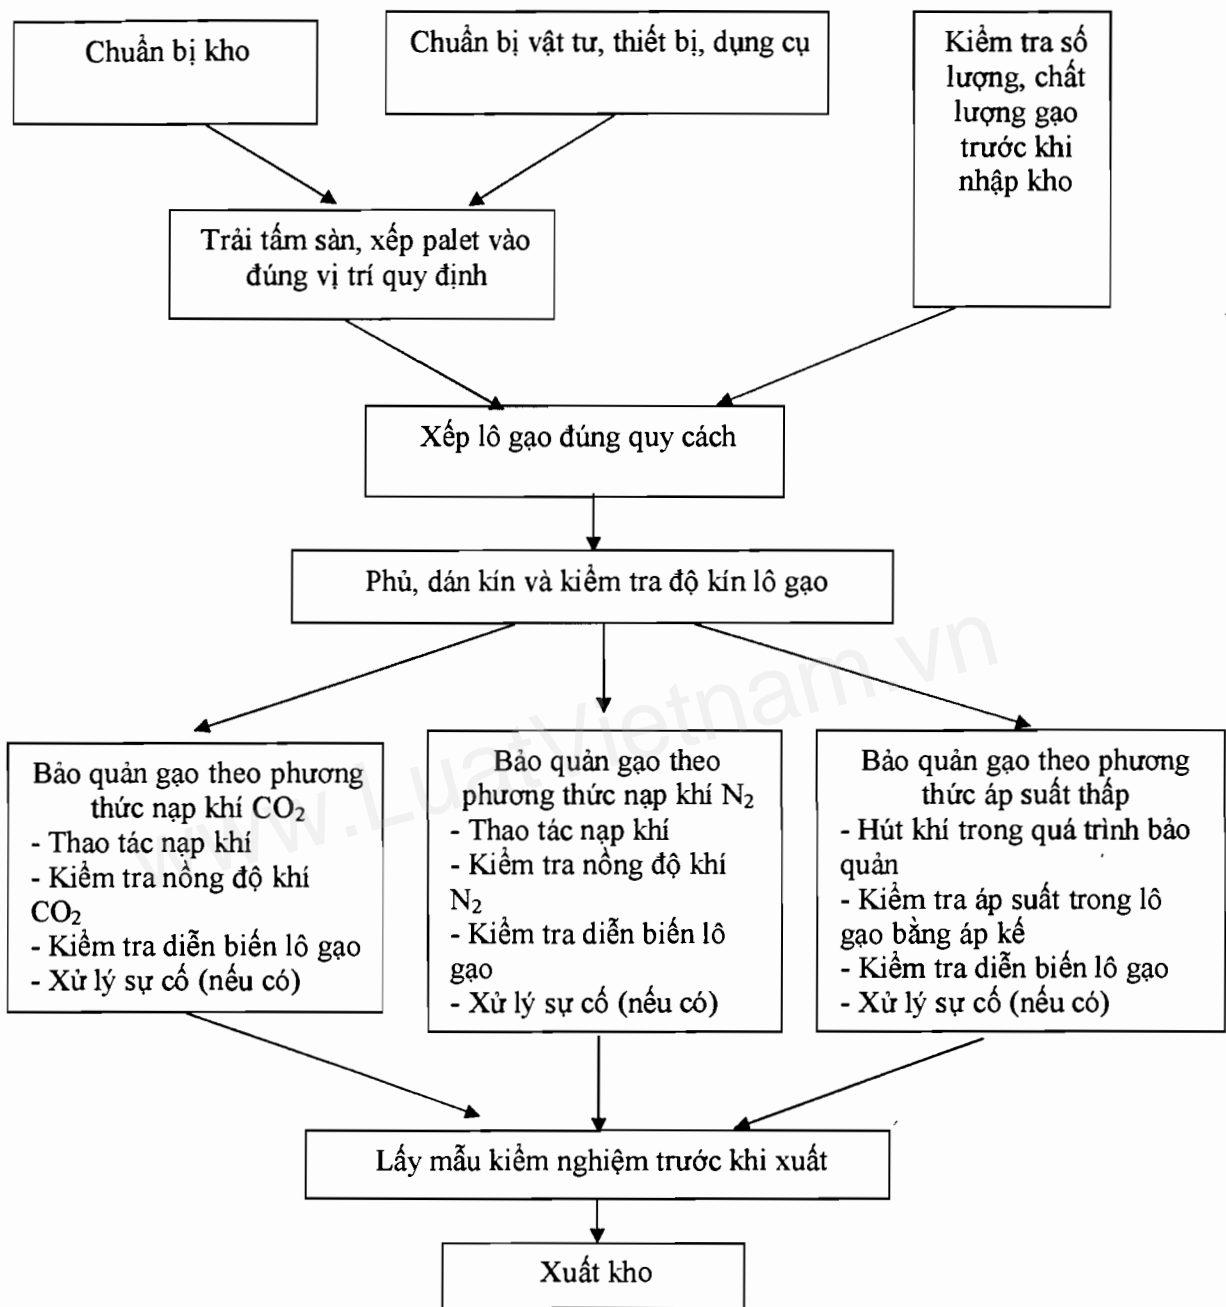 Chuẩn bị kho
Chuẩn bị vật tư, thiết bị, dụng cụ
Kiểm tra số
lượng, chất
lượng gạo
trước khi
nhập kho
Trải tấm sàn, xếp palet vào
đúng vị trí quy định
Xếp lô gạo đúng quy cách
Phủ, dán kín và kiểm tra độ kín lô gạo
www.LuatVietnam.vn
Bảo quản gạo theo phương
thức nạp khí CO₂
- Thao tác nạp khí
- Kiểm tra nồng độ khí
CO₂
- Kiểm tra diễn biến lô gạo
- Xử lý sự cố (nếu có)
Bảo quản gạo theo
phương thức nạp khí N₂
- Thao tác nạp khí
- Kiểm tra nồng độ khí
N₂
- Kiểm tra diễn biến lô
gạo
- Xử lý sự cố (nếu có)
Bảo quản gạo theo phương
thức áp suất thấp
- Hút khí trong quá trình bảo
quản
- Kiểm tra áp suất trong lô
gạo bằng áp kế
- Kiểm tra diễn biến lô gạo
- Xử lý sự cố (nếu có)
Lấy mẫu kiểm nghiệm trước khi xuất
Xuất kho